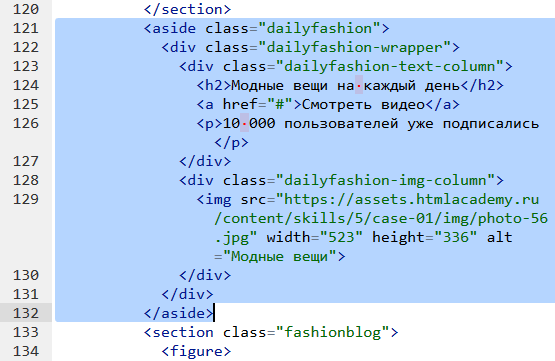 120 </section>
121 <aside class="dailyfashion">
122 <div class="dailyfashion-wrapper">
123 <div class="dailyfashion-text-column">
124 <h2>Модные вещи на·каждый день</h2>
125 <a href="#">Смотреть видео</a>
126 <p>10·000 пользователей уже подписались
</p>
127 </div>
128 <div class="dailyfashion-img-column">
129 <img src="https://assets.htmlacademy.ru
/content/skills/5/case-01/img/photo-56
.jpg" width="523" height="336" alt
="Модные вещи">
130 </div>
131 </div>
132 </aside>
133 <section class="fashionblog">
134 <figure>